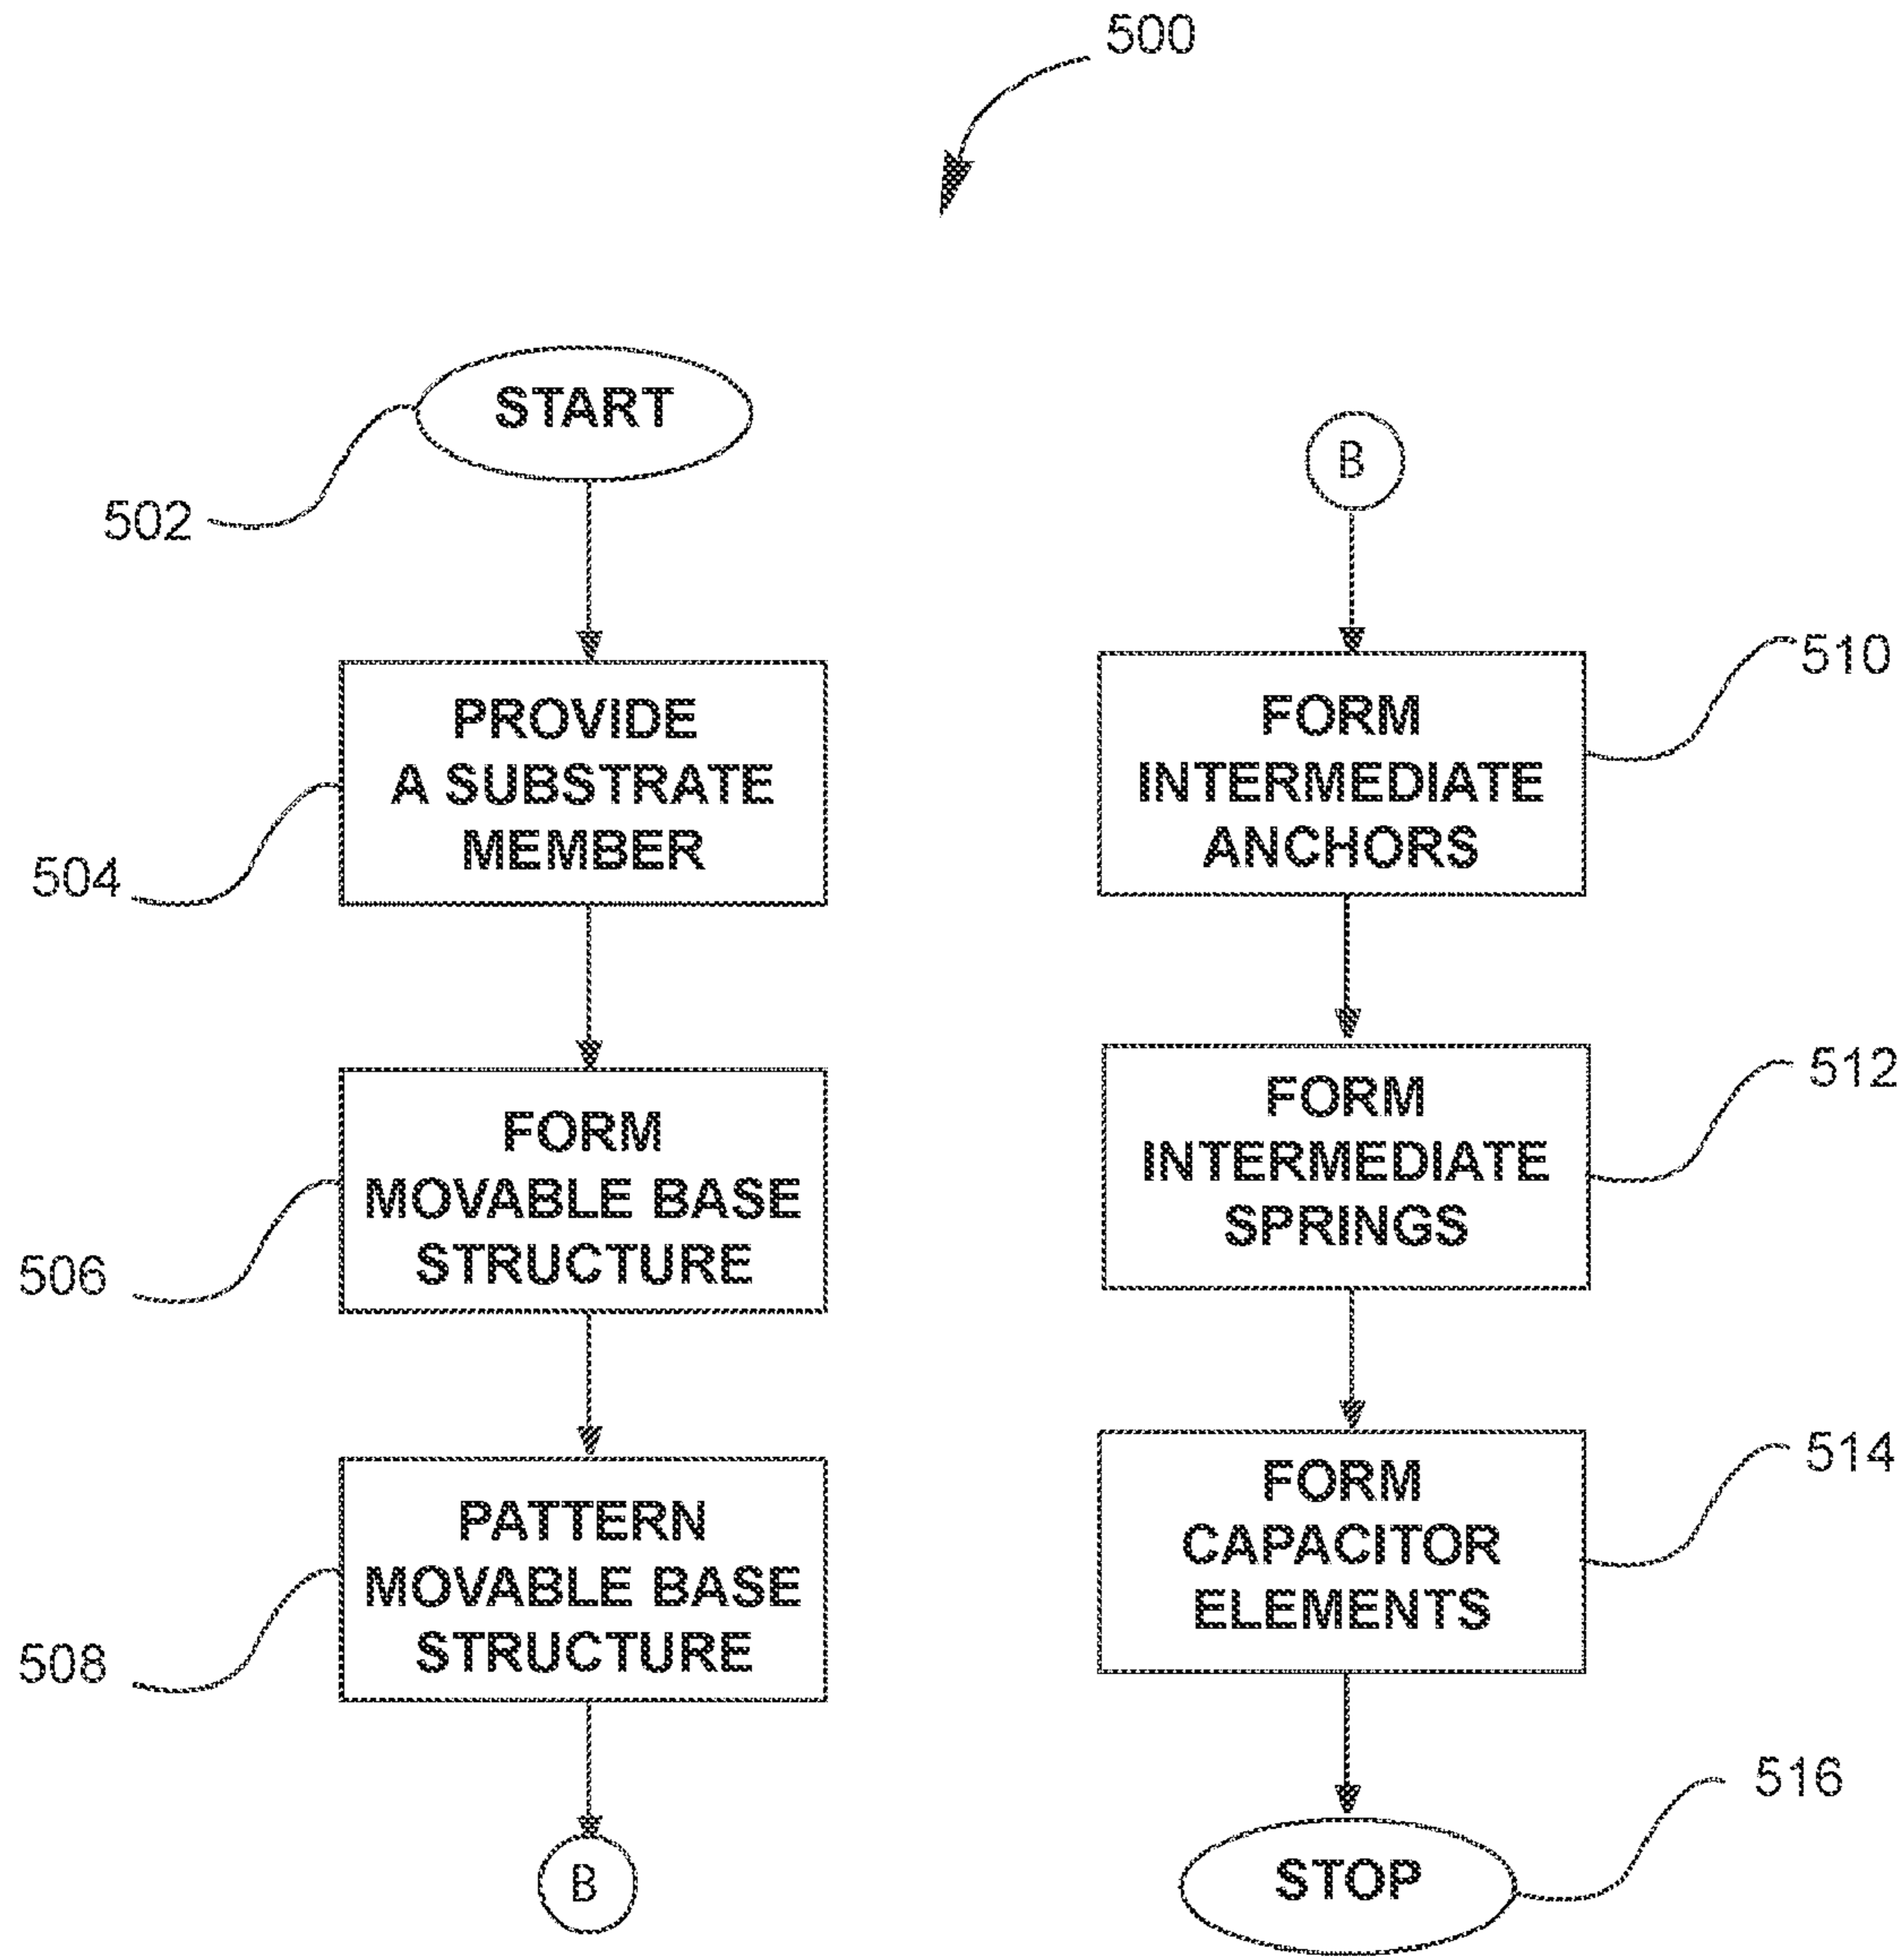 500
START
502
PROVIDE
A SUBSTRATE
MEMBER
504
FORM
MOVABLE BASE
STRUCTURE
506
PATTERN
MOVABLE BASE
STRUCTURE
508
B
B
FORM
INTERMEDIATE
ANCHORS
510
FORM
INTERMEDIATE
SPRINGS
512
FORM
CAPACITOR
ELEMENTS
514
STOP
516